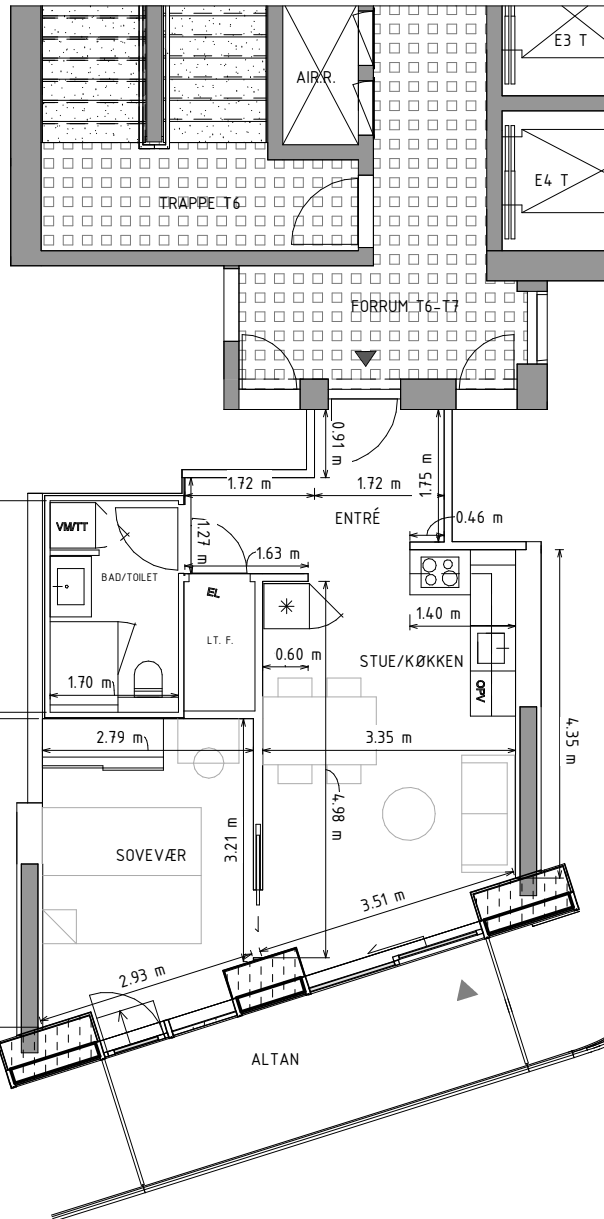 E3 T
AIR.R.
E4 T
TRAPPE T6
FORRUM T6-T7
0.91 m
1.72 m
1.72 m
1.75 m
ENTRÉ
0.46 m
VM/TT
1.27 m
1.63 m
BAD/TOILET
EL
1.40 m
LT. F.
0.60 m
STUE/KØKKEN
1.70 m
OPV
2.79 m
3.35 m
4.35 m
4.98 m
3.21 m
SOVEVÆR
3.51 m
2.93 m
ALTAN